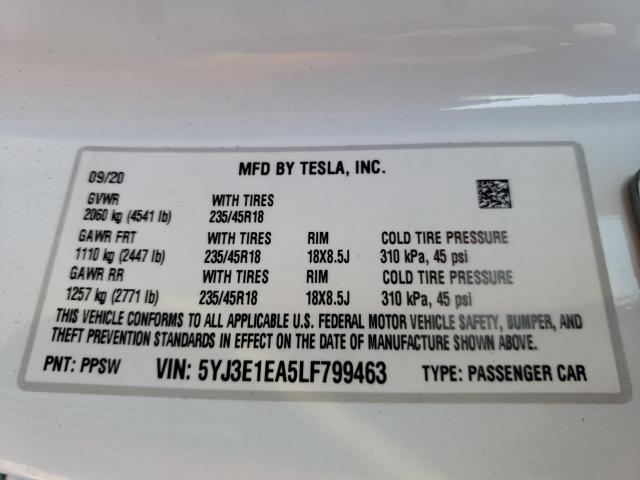 09/20 MFD BY TESLA, INC.
GVWR WITH TIRES
2060 kg (4541 lb) 235/45R18
GAWR FRT WITH TIRES RIM COLD TIRE PRESSURE
1110 kg (2447 lb) 235/45R18 18X8.5J 310 kPa, 45 psi
GAWR RR WITH TIRES RIM COLD TIRE PRESSURE
1257 kg (2771 lb) 235/45R18 18X8.5J 310 kPa, 45 psi
THIS VEHICLE CONFORMS TO ALL APPLICABLE U.S. FEDERAL MOTOR VEHICLE SAFETY, BUMPER, AND
THEFT PREVENTION STANDARDS IN EFFECT ON THE DATE OF MANUFACTURE SHOWN ABOVE.
PNT: PPSW VIN: 5YJ3E1EA5LF799463 TYPE: PASSENGER CAR